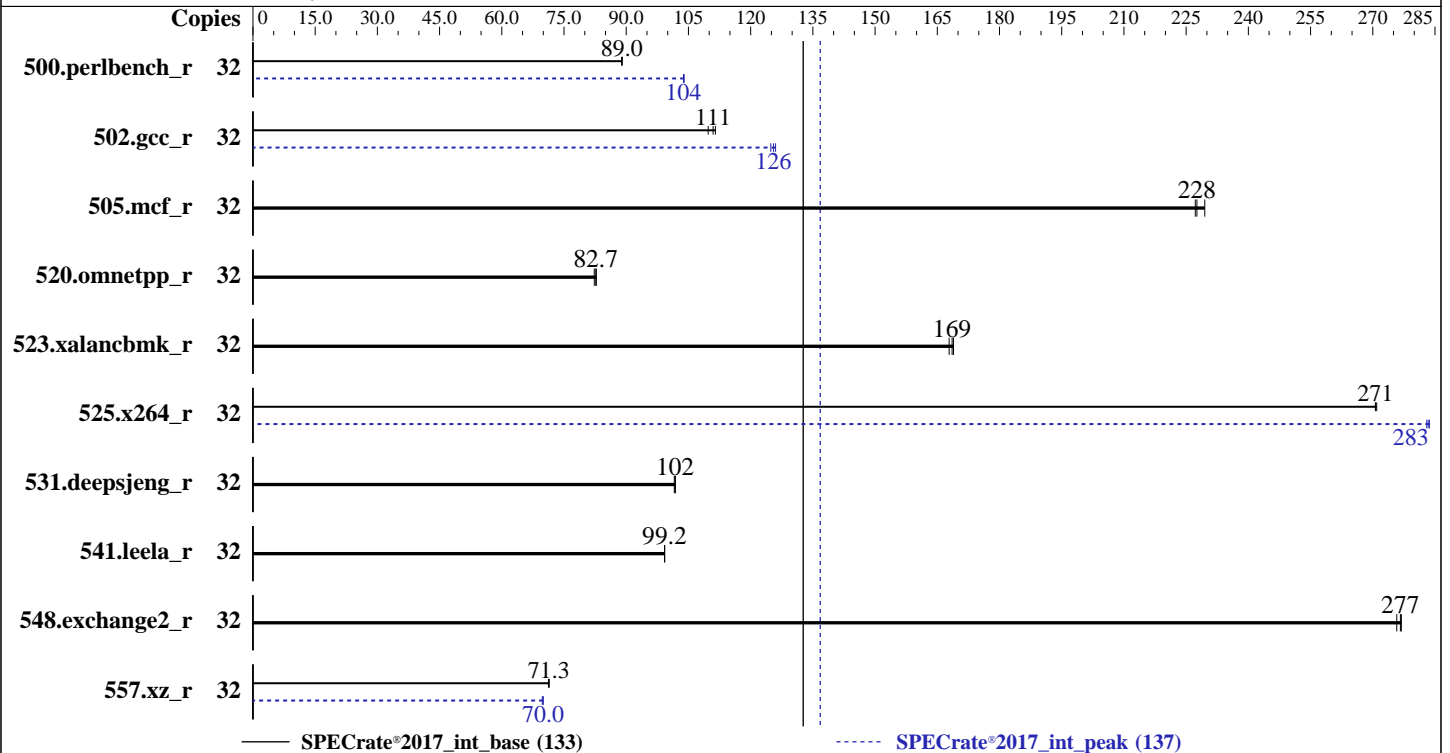 Copies 0 15.0 30.0 45.0 60.0 75.0 90.0 105 120 135 150 165 180 195 210 225 240 255 270 285
89.0
500.perlbench_r 32
104
111
502.gcc_r 32
126
228
505.mcf_r 32
82.7
520.omnetpp_r 32
169
523.xalancbmk_r 32
271
525.x264_r 32
283
102
531.deepsjeng_r 32
99.2
541.leela_r 32
277
548.exchange2_r 32
71.3
557.xz_r 32
70.0
SPECrate®2017_int_base (133) SPECrate®2017_int_peak (137)